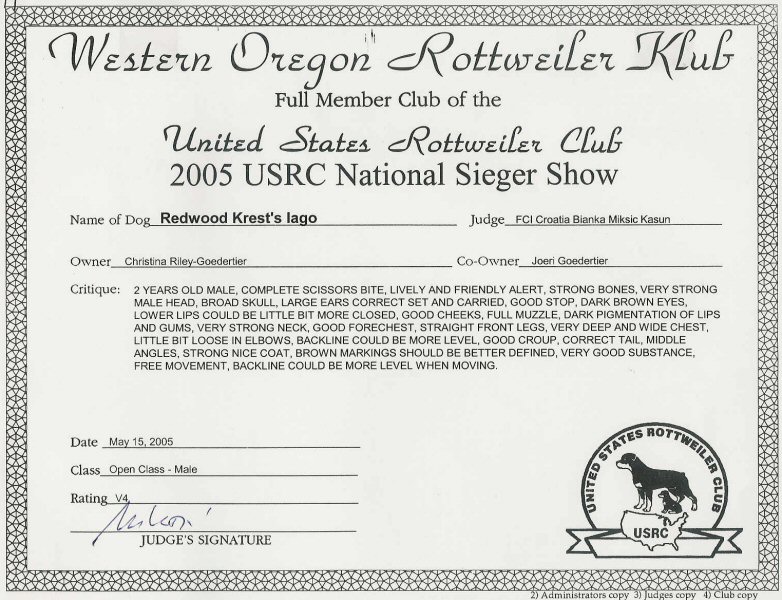 Western Oregon Rottweiler Klub
Full Member Club of the
United States Rottweiler Club
2005 USRC National Sieger Show
Name of Dog Redwood Krest's Iago Judge FCI Croatia Bianka Miksic Kasun
Owner Christina Riley-Goedertier Co-Owner Joeri Goedertier
Critique: 2 YEARS OLD MALE, COMPLETE SCISSORS BITE, LIVELY AND FRIENDLY ALERT, STRONG BONES, VERY STRONG
MALE HEAD, BROAD SKULL, LARGE EARS CORRECT SET AND CARRIED, GOOD STOP, DARK BROWN EYES,
LOWER LIPS COULD BE LITTLE BIT MORE CLOSED, GOOD CHEEKS, FULL MUZZLE, DARK PIGMENTATION OF LIPS
AND GUMS, VERY STRONG NECK, GOOD FORECHEST, STRAIGHT FRONT LEGS, VERY DEEP AND WIDE CHEST,
LITTLE BIT LOOSE IN ELBOWS, BACKLINE COULD BE MORE LEVEL, GOOD CROUP, CORRECT TAIL, MIDDLE
ANGLES, STRONG NICE COAT, BROWN MARKINGS SHOULD BE BETTER DEFINED, VERY GOOD SUBSTANCE,
FREE MOVEMENT, BACKLINE COULD BE MORE LEVEL WHEN MOVING.
Date May 15, 2005
Class Open Class - Male
Rating V4
JUDGE'S SIGNATURE
UNITED STATES ROTTWEILER CLUB
USRC
2) Administrators copy 3) Judges copy 4) Club copy